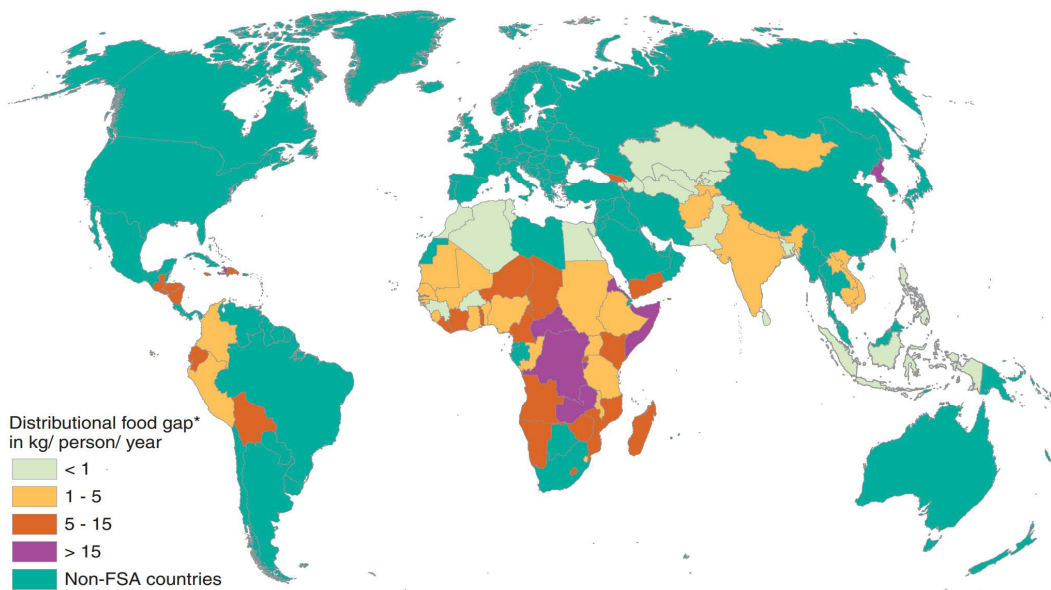 Distributional food gap*
in kg/ person/ year
< 1
1 - 5
5 - 15
> 15
Non-FSA countries